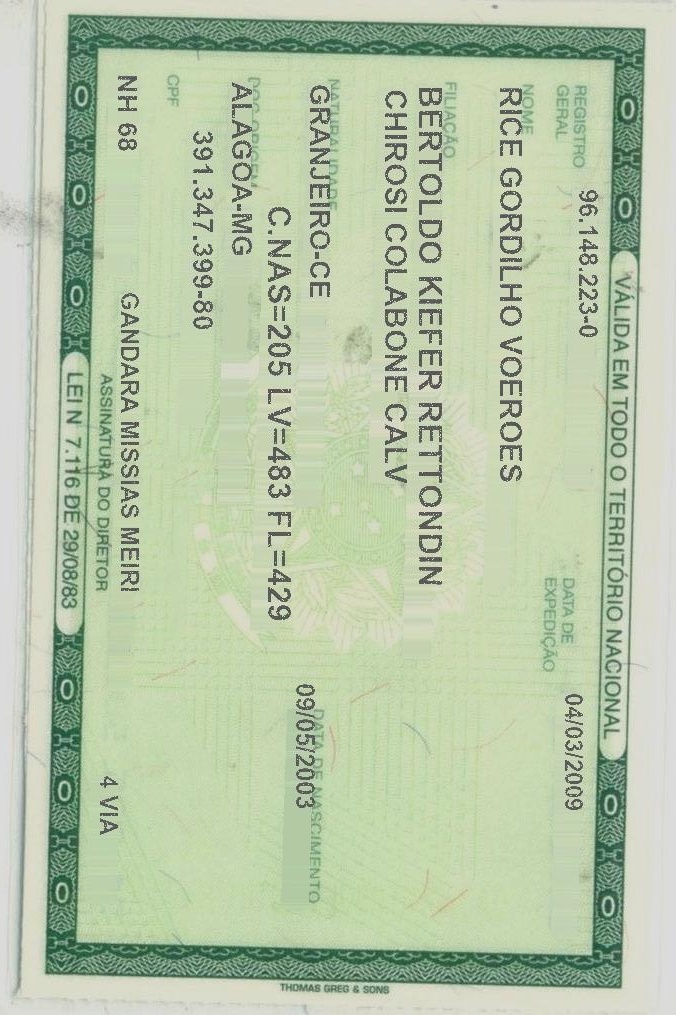 VÁLIDA EM TODO O TERRITÓRIO NACIONAL
REGISTRO GERAL 96.148.223-0 DATA DE EXPEDIÇÃO 04/03/2009
NOME
RICE GORDILHO VOEROES
FILIAÇÃO
BERTOLDO KIEFER RETTONDIN
CHIROSI COLABONE CALV
NATURALIDADE DATA DE NASCIMENTO
GRANJEIRO-CE 09/05/2003
DOC ORIGEM C.NAS=205 LV=483 FL=429
ALAGOA-MG
CPF 391.347.399-80
NH 68 GANDARA MISSIAS MEIRI 4 VIA
ASSINATURA DO DIRETOR
LEI N 7.116 DE 29/08/83
THOMAS GREG & SONS